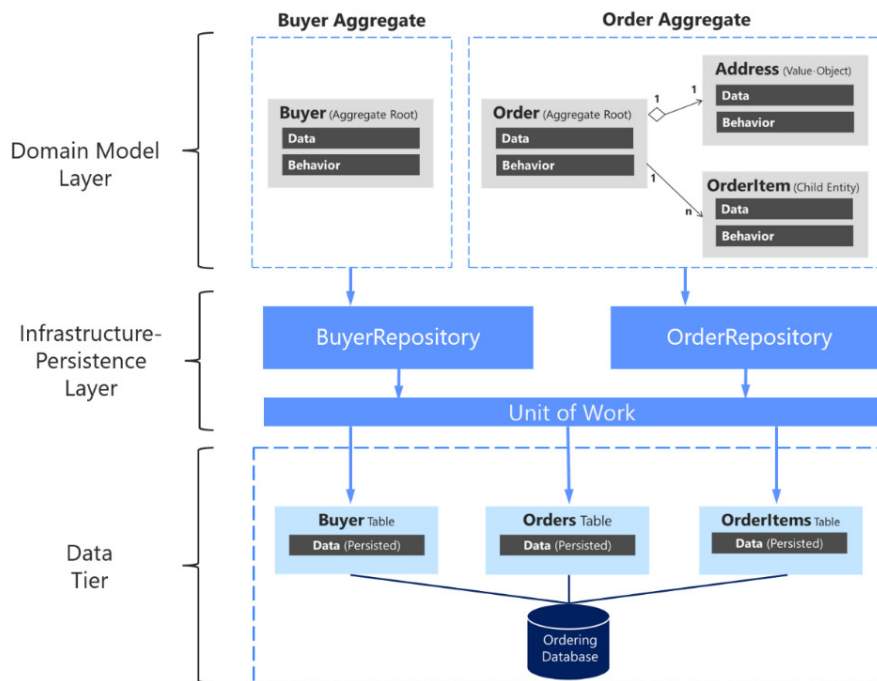 Buyer Aggregate
Order Aggregate
Domain Model
Layer
Buyer (Aggregate Root)
Data
Behavior
Order (Aggregate Root)
Data
Behavior
1
1
Address (Value-Object)
Data
Behavior
1
n
OrderItem (Child Entity)
Data
Behavior
Infrastructure-
Persistence
Layer
BuyerRepository
OrderRepository
Unit of Work
Data
Tier
Buyer Table
Data (Persisted)
Orders Table
Data (Persisted)
OrderItems Table
Data (Persisted)
Ordering
Database